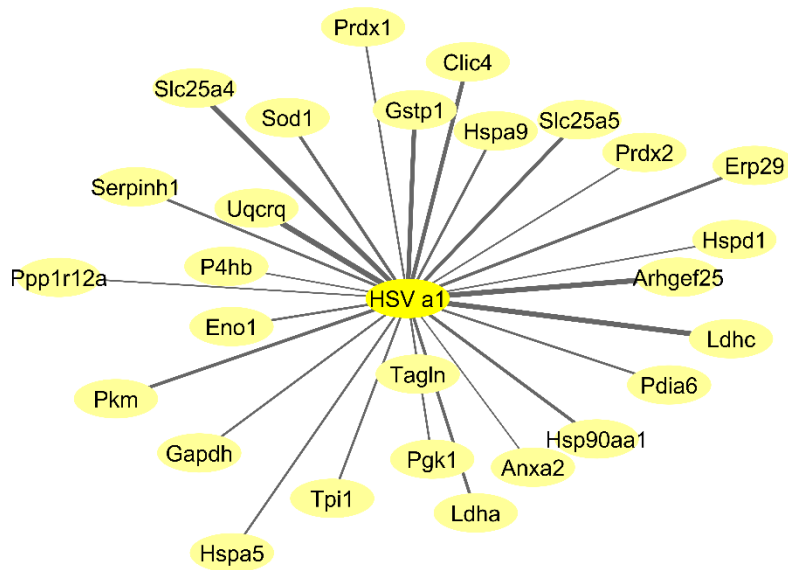 Prdx1
Clic4
Slc25a4
Sod1
Gstp1
Hspa9
Slc25a5
Prdx2
Erp29
Serpinh1
Uqcrq
Hspd1
Ppp1r12a
P4hb
Arhgef25
HSV a1
Eno1
Ldhc
Tagln
Pdia6
Pkm
Gapdh
Pgk1
Hsp90aa1
Anxa2
Tpi1
Ldha
Hspa5